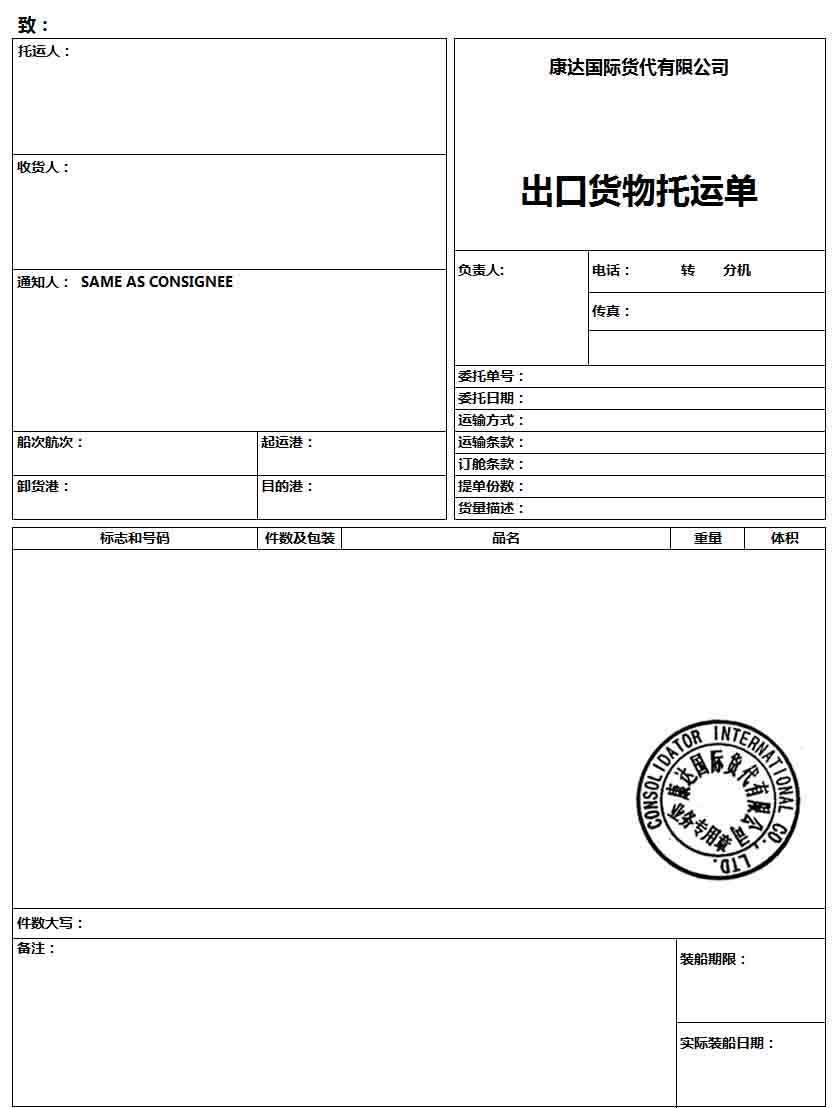 致：
托运人：
康达国际货代有限公司
出口货物托运单
收货人：
通知人： SAME AS CONSIGNEE
负责人:
电话： 转 分机
传真：
委托单号：
委托日期：
运输方式：
运输条款：
订舱条款：
提单份数：
货量描述：
船次航次： 起运港：
卸货港： 目的港：
标志和号码 件数及包装 品名 重量 体积
CONSOLIDATOR INTERNATIONAL CO., LTD.
康达国际货代有限公司
业务专用章
件数大写：
备注：
装船期限：
实际装船日期：